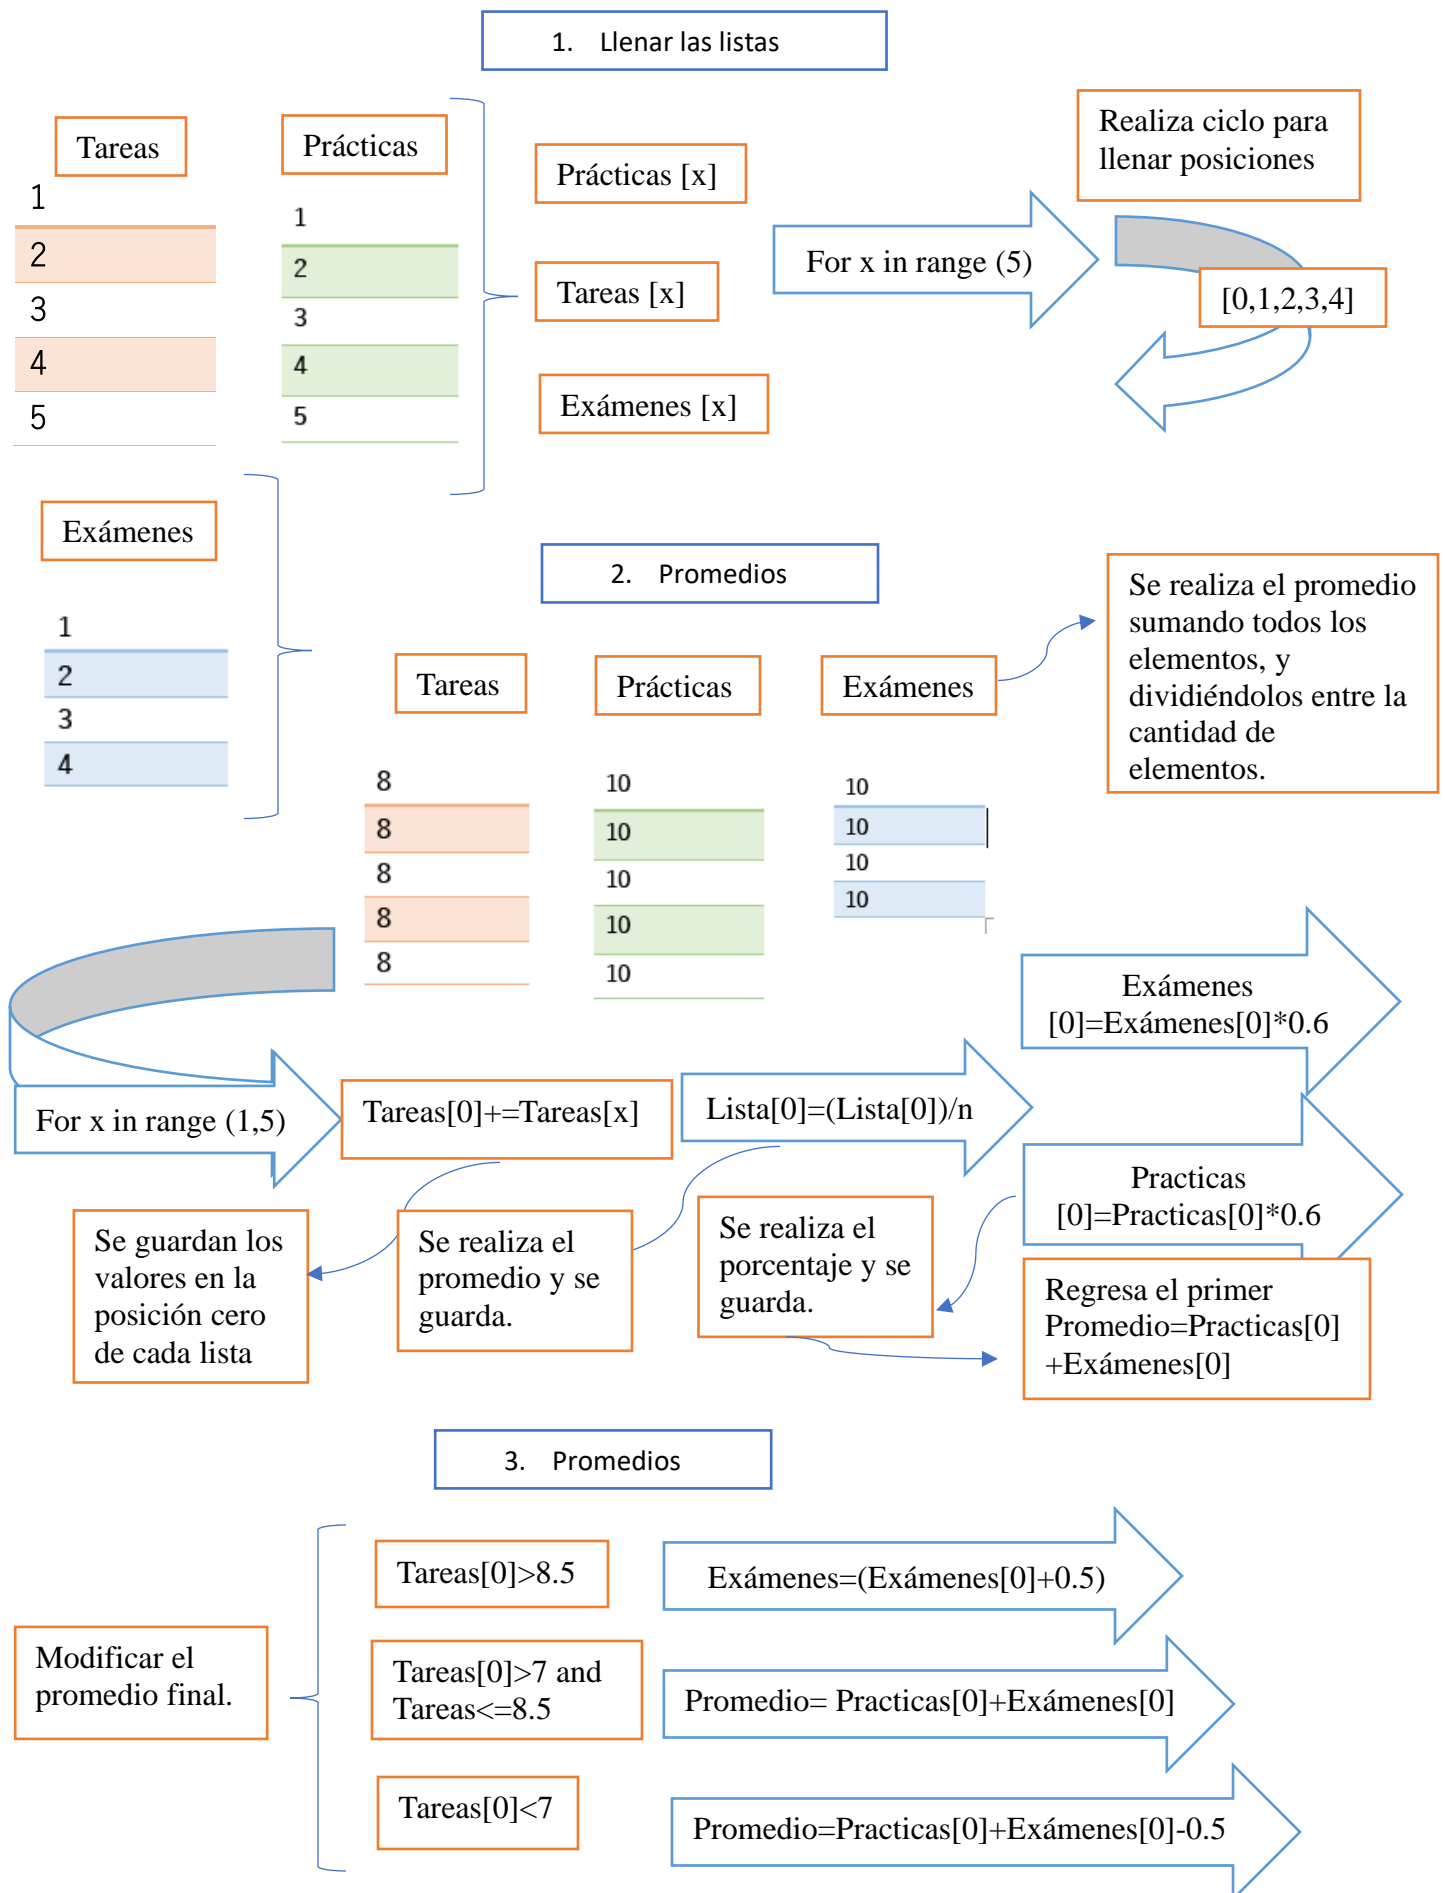 1. Llenar las listas
Tareas
1
2
3
4
5
Prácticas
1
2
3
4
5
Prácticas [x]
Tareas [x]
Exámenes [x]
For x in range (5)
Realiza ciclo para
llenar posiciones
[0,1,2,3,4]
Exámenes
1
2
3
4
2. Promedios
Tareas
8
8
8
8
8
Prácticas
10
10
10
10
10
Exámenes
10
10
10
10
Se realiza el promedio
sumando todos los
elementos, y
dividiéndolos entre la
cantidad de
elementos.
For x in range (1,5)
Tareas[0]+=Tareas[x]
Lista[0]=(Lista[0])/n
Exámenes
[0]=Exámenes[0]*0.6
Practicas
[0]=Practicas[0]*0.6
Se guardan los
valores en la
posición cero
de cada lista
Se realiza el
promedio y se
guarda.
Se realiza el
porcentaje y se
guarda.
Regresa el primer
Promedio=Practicas[0]
+Exámenes[0]
3. Promedios
Modificar el
promedio final.
Tareas[0]>8.5
Exámenes=(Exámenes[0]+0.5)
Tareas[0]>7 and
Tareas<=8.5
Promedio= Practicas[0]+Exámenes[0]
Tareas[0]<7
Promedio=Practicas[0]+Exámenes[0]-0.5